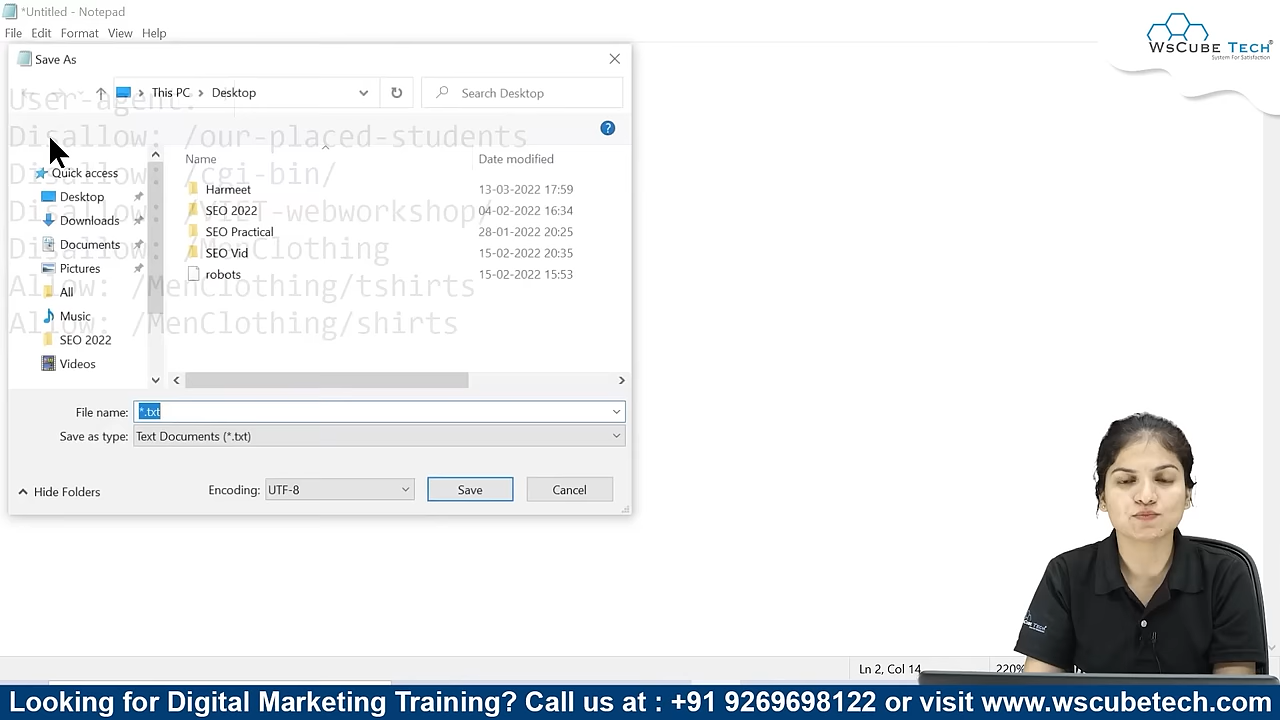 *Untitled - Notepad
File Edit Format View Help
WsCube Tech
System For Satisfaction
Save As
This PC > Desktop
Search Desktop
User-agent:
Disallow: /our-placed-students
Disallow: /cgi-bin/
Disallow: /VIET-webworkshop/
Disallow: /MenClothing
Allow: /MenClothing/tshirts
Allow: /MenClothing/shirts
Quick access
Desktop
Downloads
Documents
Pictures
All
Music
SEO 2022
Videos
Name Date modified
Harmeet 13-03-2022 17:59
SEO 2022 04-02-2022 16:34
SEO Practical 28-01-2022 20:25
SEO Vid 15-02-2022 20:35
robots 15-02-2022 15:53
File name: *.txt
Save as type: Text Documents (*.txt)
Hide Folders
Encoding: UTF-8 Save Cancel
Ln 2, Col 14 220%
Looking for Digital Marketing Training? Call us at : +91 9269698122 or visit www.wscubetech.com